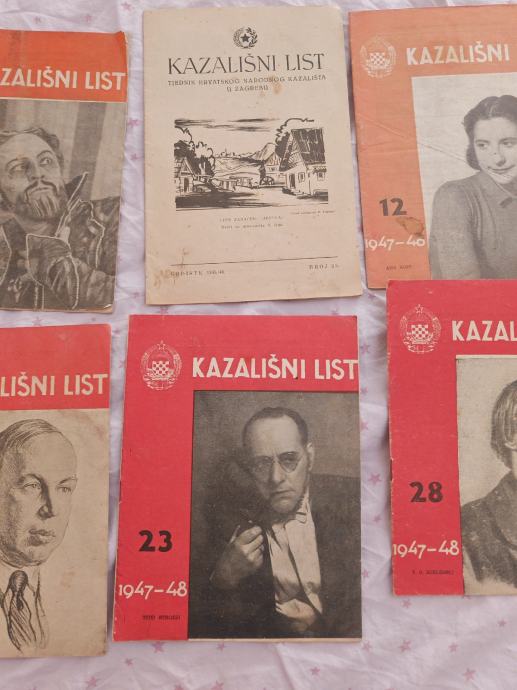 ZALIŠNI LIST
KAZALIŠNI LIST
TJEDNIK HRVATSKOG NARODNOG KAZALIŠTA
U ZAGREBU
BROJ
KAZALIŠNI
12
1947-48
LIŠNI LIST
KAZALIŠNI LIST
23
1947-48
KAZALIŠN
28
1947-48